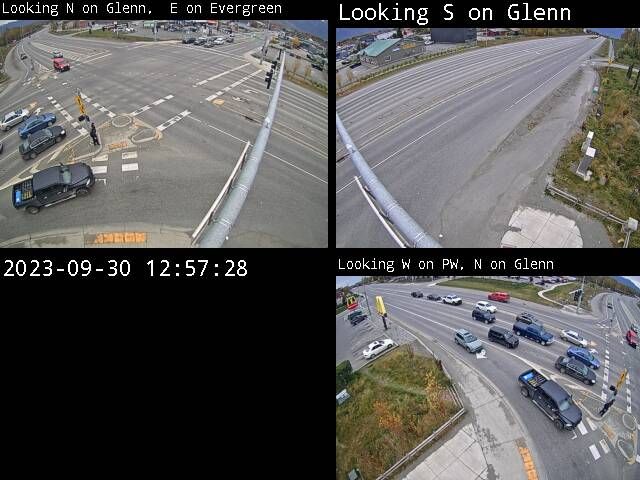 Looking N on Glenn,  E on Evergreen
Looking S on Glenn
2023-09-30 12:57:28
Looking W on PW, N on Glenn